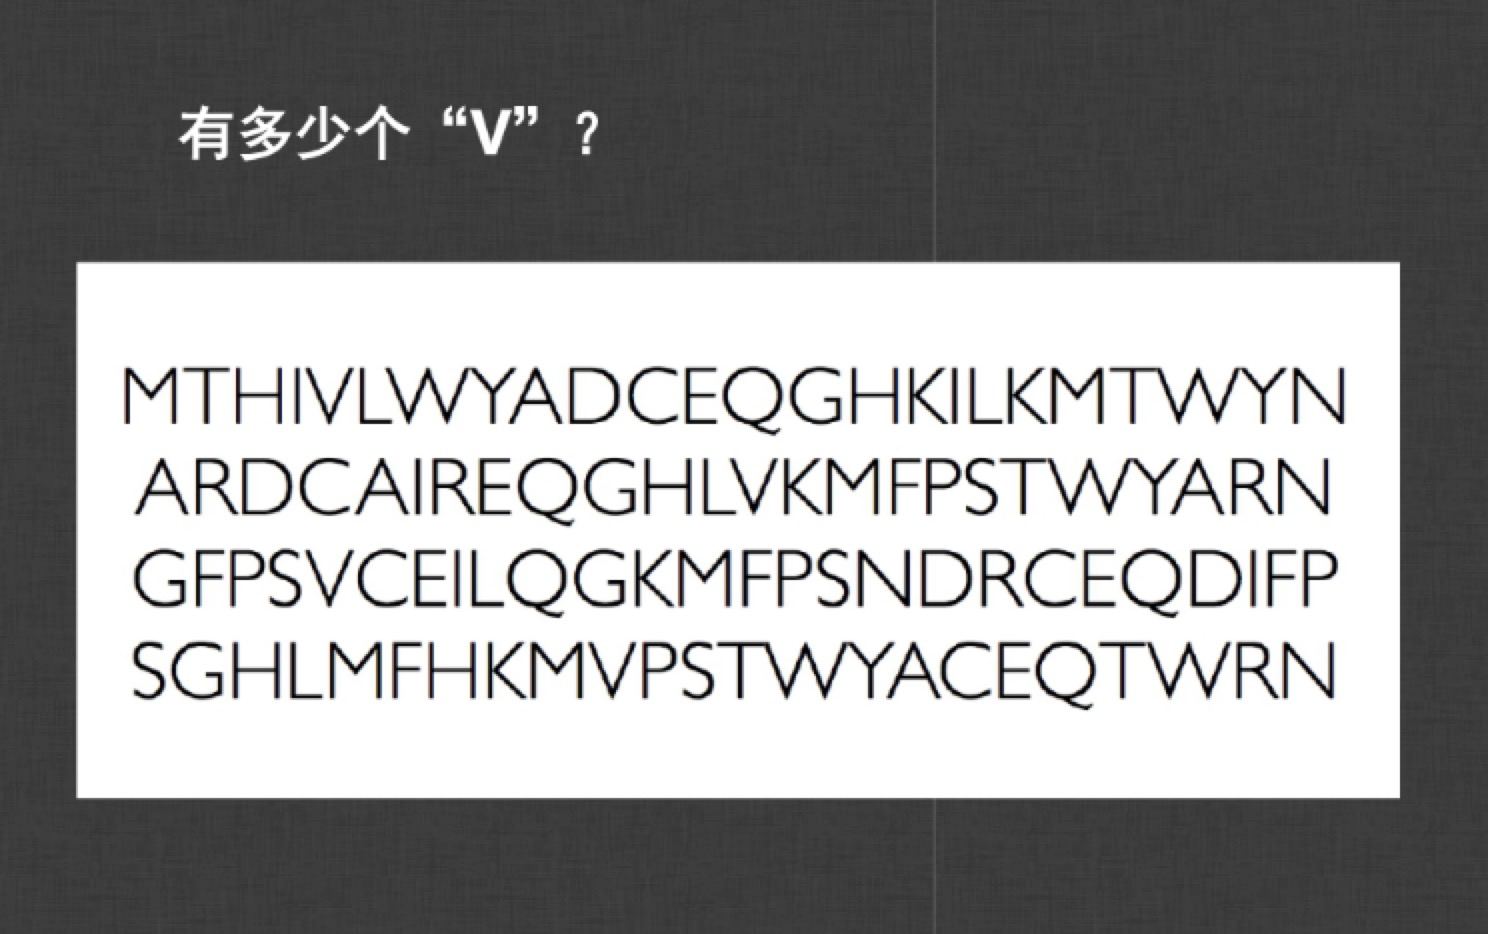 有多少个“V”？
MTHIVLWYADCEQGHKILKMTWYN
ARDCAIREQGHLVKMFPSTWYARN
GFPSVCEILQGKMFPSNDRCEQDIFP
SGHLMFHKMVPSTWYACEQTWRN